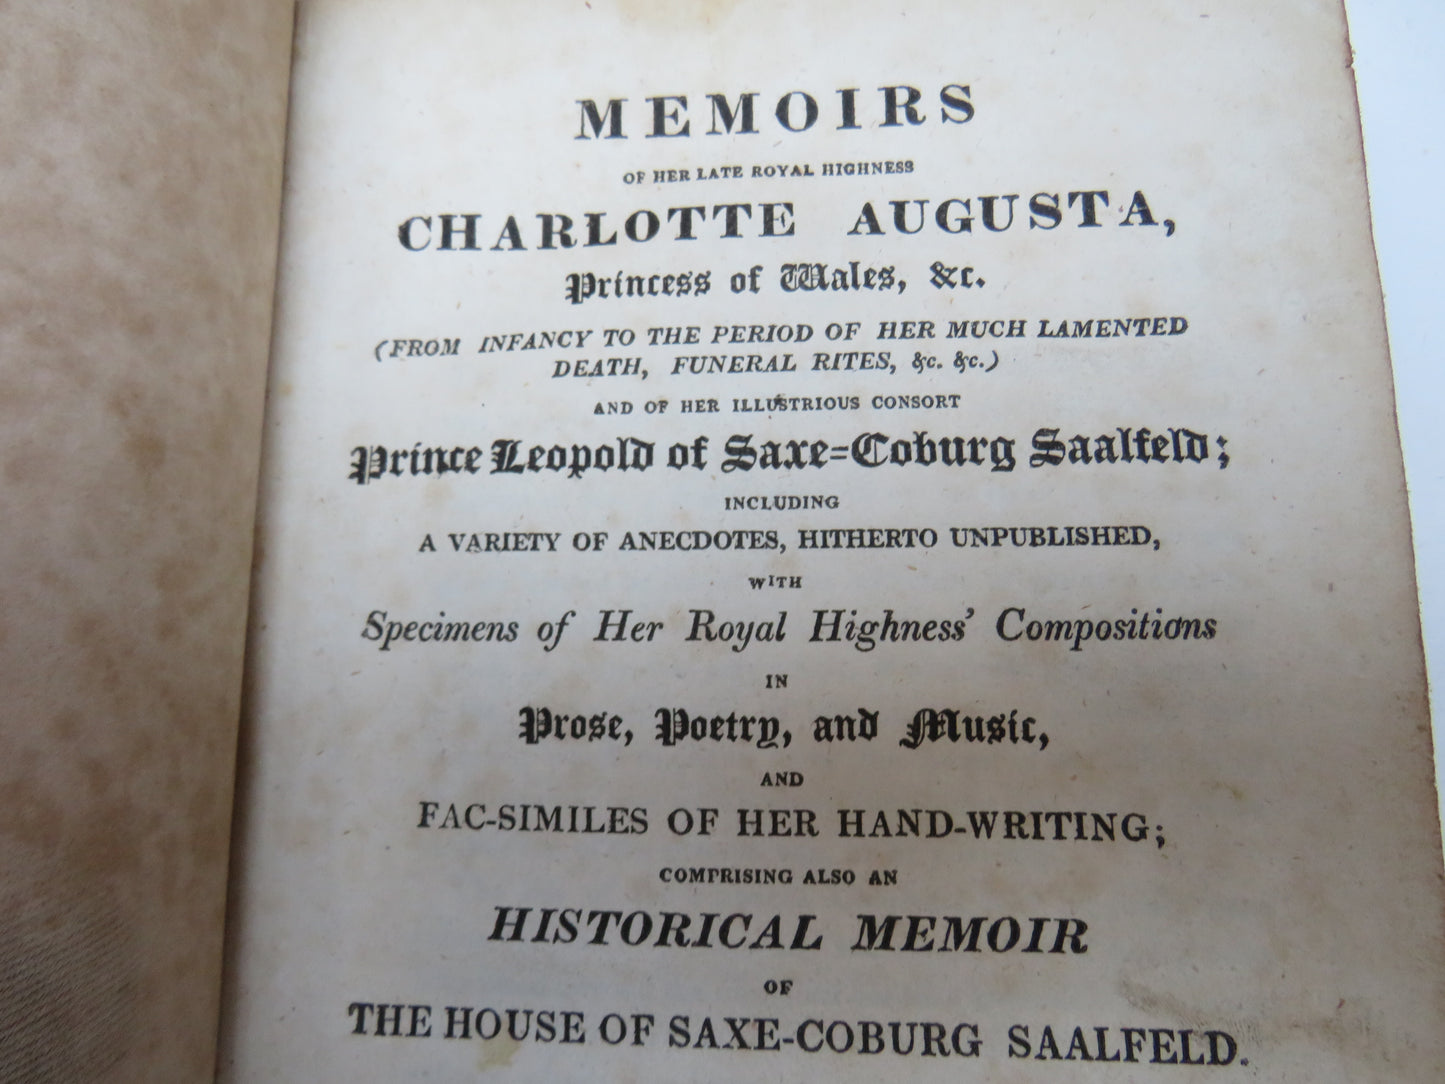 MEMOIRS
OF HER LATE ROYAL HIGHNESS
CHARLOTTE AUGUSTA,
Princess of Wales, &c.
(FROM INFANCY TO THE PERIOD OF HER MUCH LAMENTED
DEATH, FUNERAL RITES, &c. &c.)
AND OF HER ILLUSTRIOUS CONSORT
Prince Leopold of Saxe-Coburg Saalfeld;
INCLUDING
A VARIETY OF ANECDOTES, HITHERTO UNPUBLISHED,
WITH
Specimens of Her Royal Highness' Compositions
IN
Prose, Poetry, and Music,
AND
FAC-SIMILES OF HER HAND-WRITING;
COMPRISING ALSO AN
HISTORICAL MEMOIR
OF
THE HOUSE OF SAXE-COBURG SAALFELD.